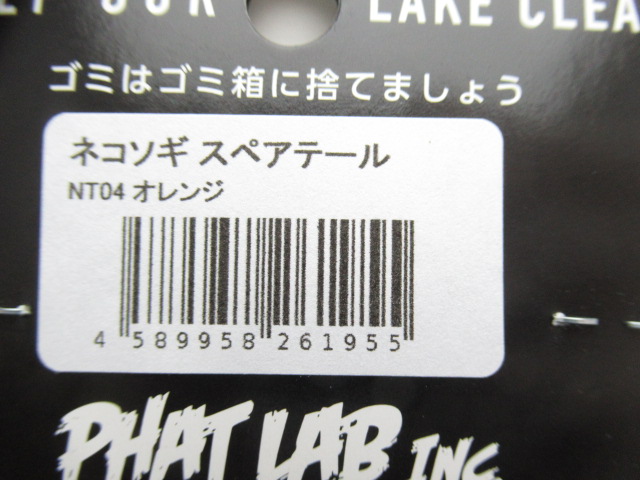 OUR LAKE CLEA
ゴミはゴミ箱に捨てましょう
ネコソギ スペアテール
NT04 オレンジ
4 589958 261955
PHAT LAB INC.